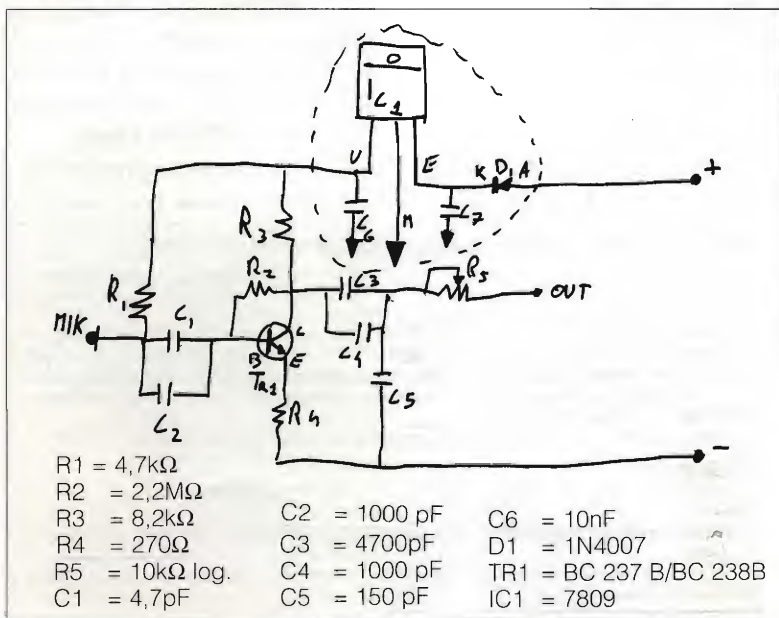 O
IC1
U
E
K D1 A
+
C6
M
C7
R3
R2
C3
R5
OUT
R1
MIK
C1
C
B
E
TR1
C4
C5
C2
R4
-
R1 = 4,7kΩ
R2 = 2,2MΩ
R3 = 8,2kΩ
R4 = 270Ω
R5 = 10kΩ log.
C1 = 4,7pF
C2 = 1000 pF
C3 = 4700pF
C4 = 1000 pF
C5 = 150 pF
C6 = 10nF
D1 = 1N4007
TR1 = BC 237 B/BC 238B
IC1 = 7809